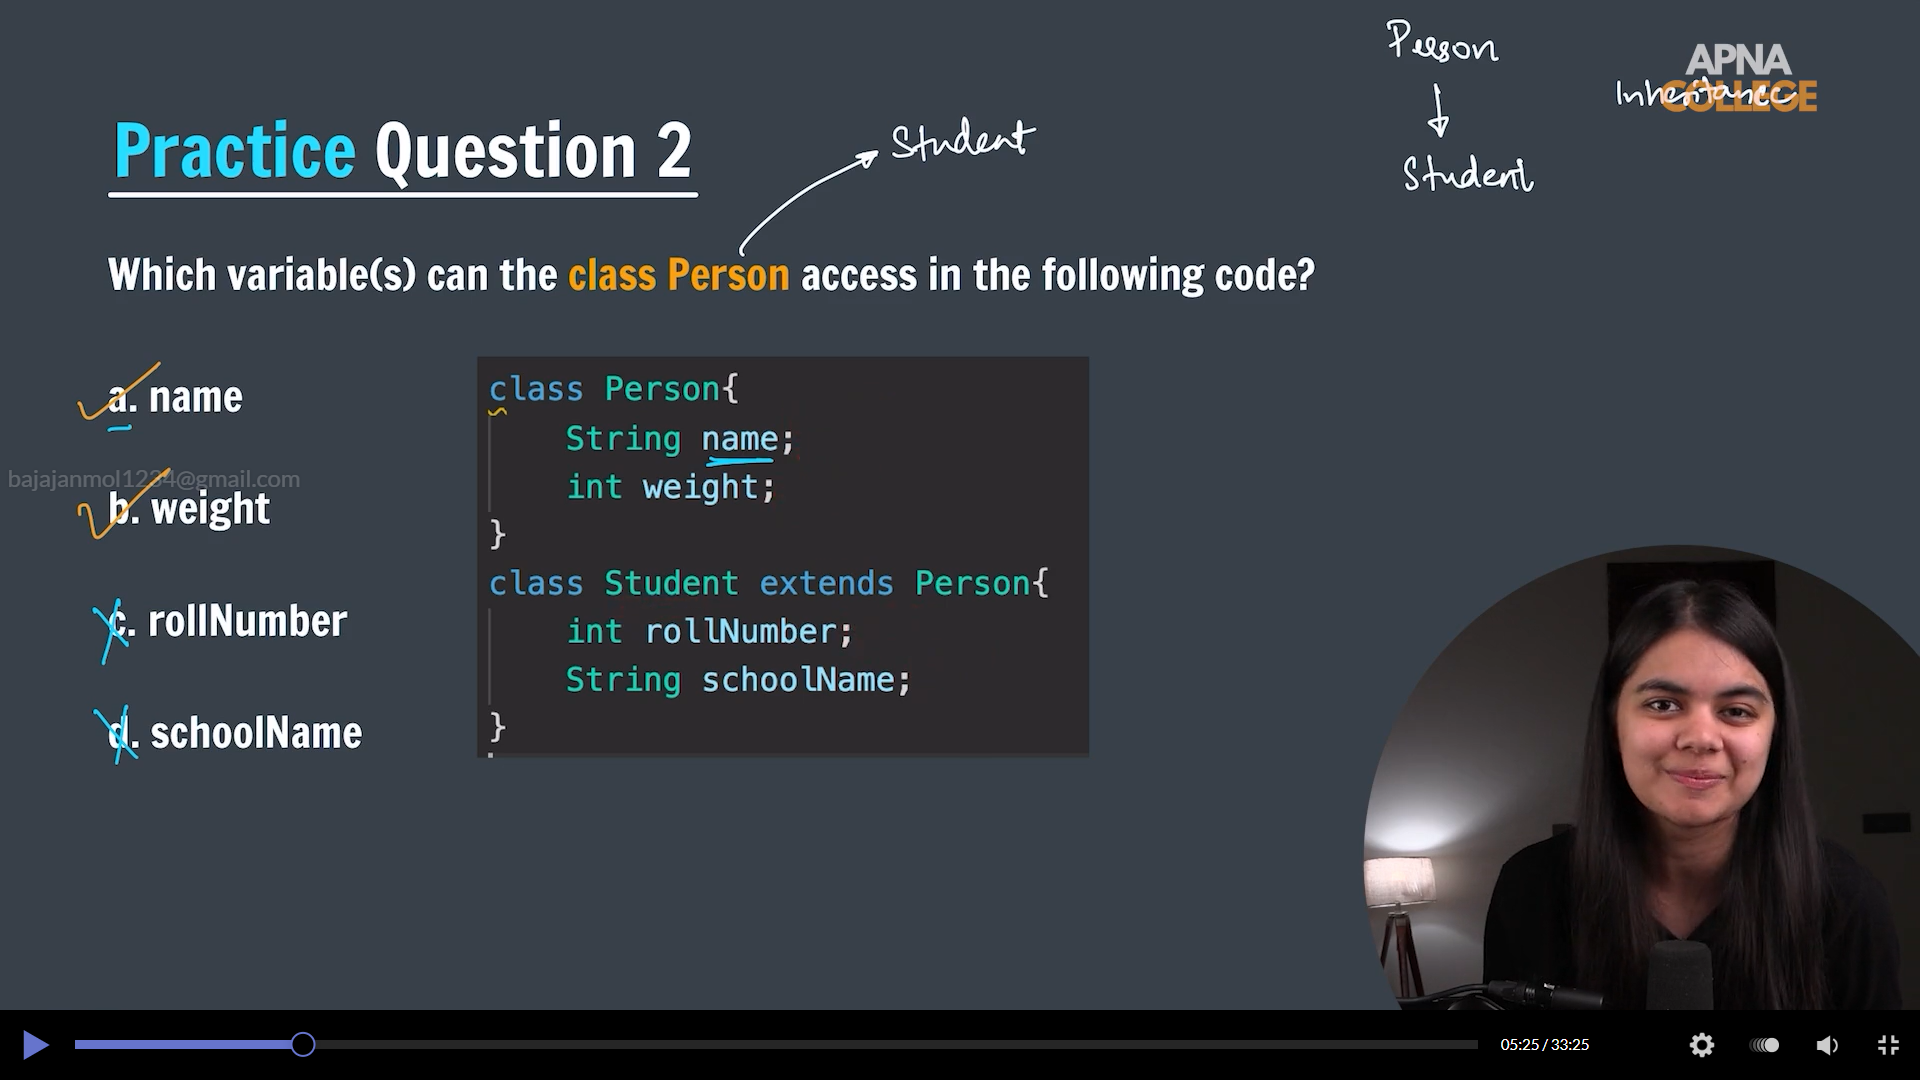 Person
APNA
COLLEGE
Inheritance
Student
Practice Question 2
Student
Which variable(s) can the class Person access in the following code?
a. name
b. weight
c. rollNumber
d. schoolName
bajajanmol1234@gmail.com
class Person{
String name;
int weight;
}
class Student extends Person{
int rollNumber;
String schoolName;
}
05:25 / 33:25